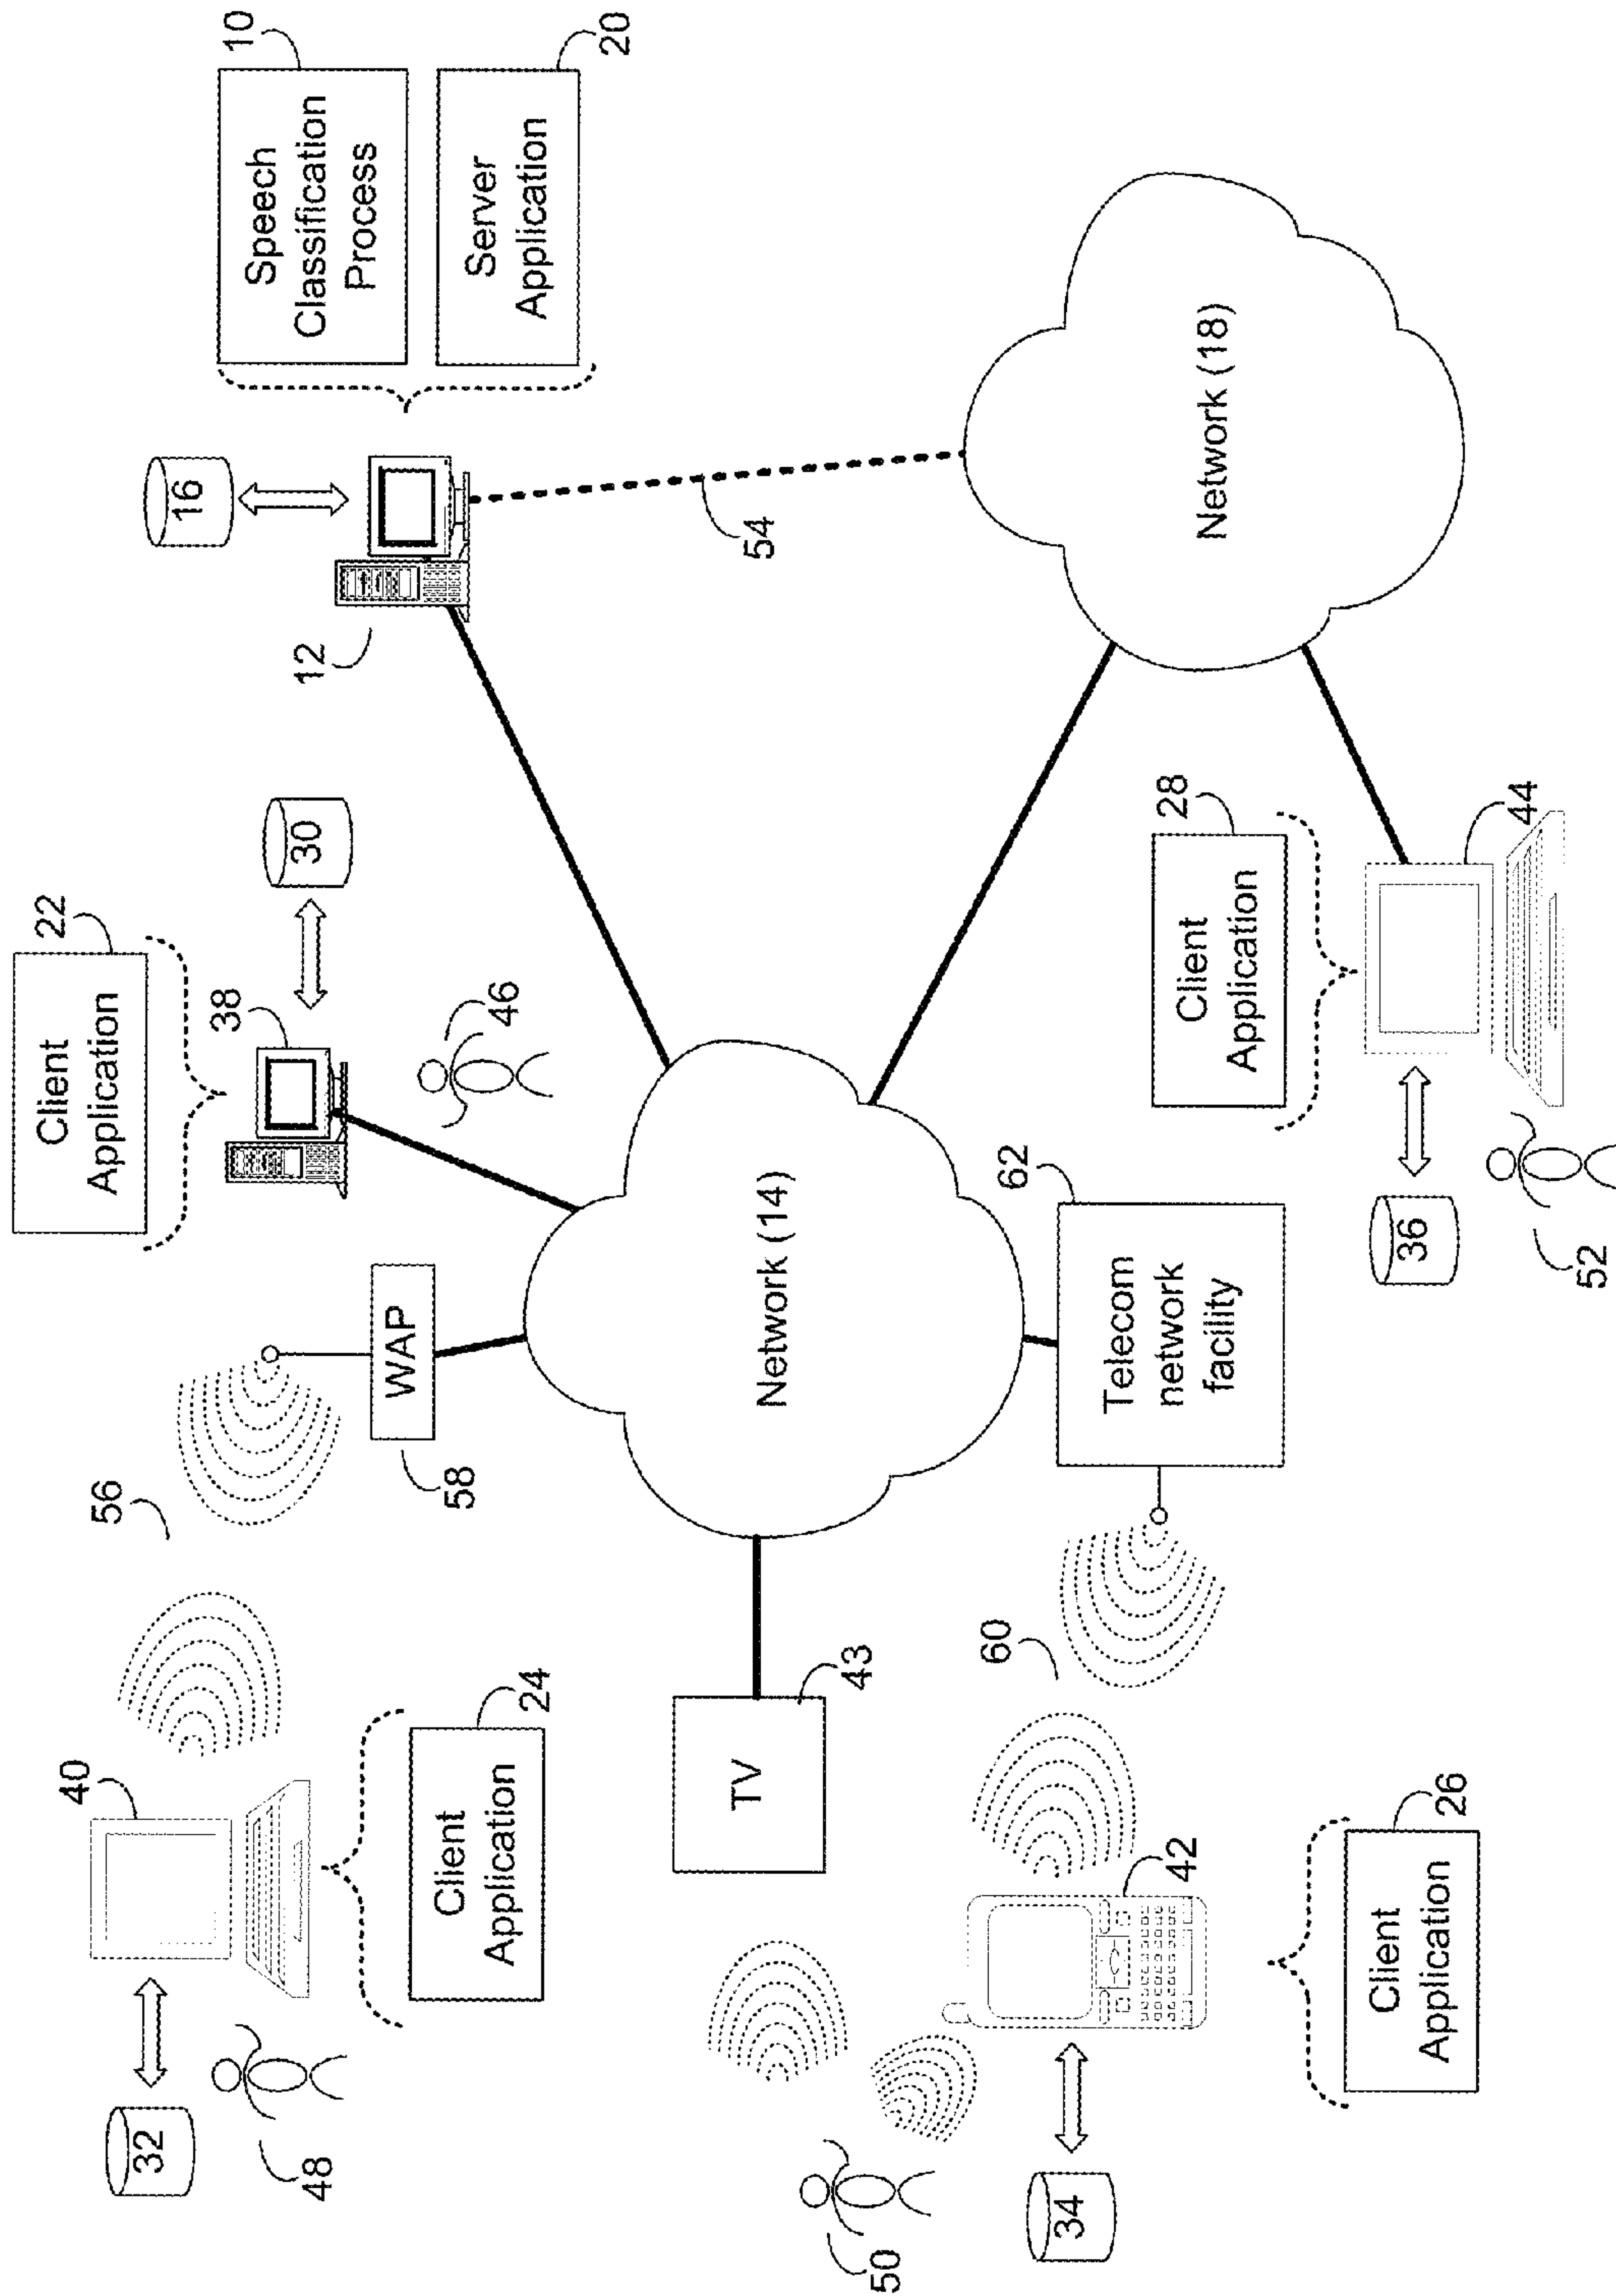 32
48
40
Client
Application
24
56
WAP
58
Client
Application
22
38
30
46
16
12
Speech
Classification
Process
10
Server
Application
20
50
34
TV
43
42
60
Client
Application
26
Network (14)
Telecom
network
facility
62
54
Network (18)
Client
Application
28
36
52
44